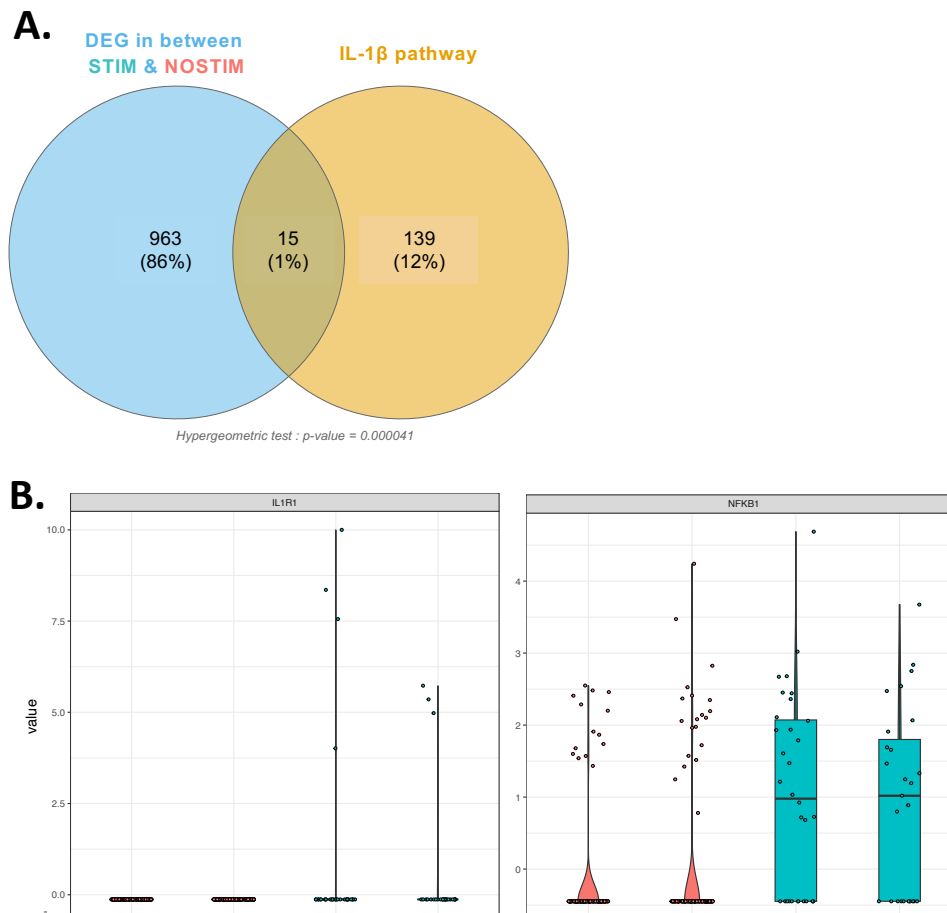 A.
DEG in between
STIM & NOSTIM
IL-1β pathway
963
(86%)
15
(1%)
139
(12%)
Hypergeometric test : p-value = 0.000041
B.
IL1R1
NFKB1
value
10.0
7.5
5.0
2.5
0.0
4
3
2
1
0